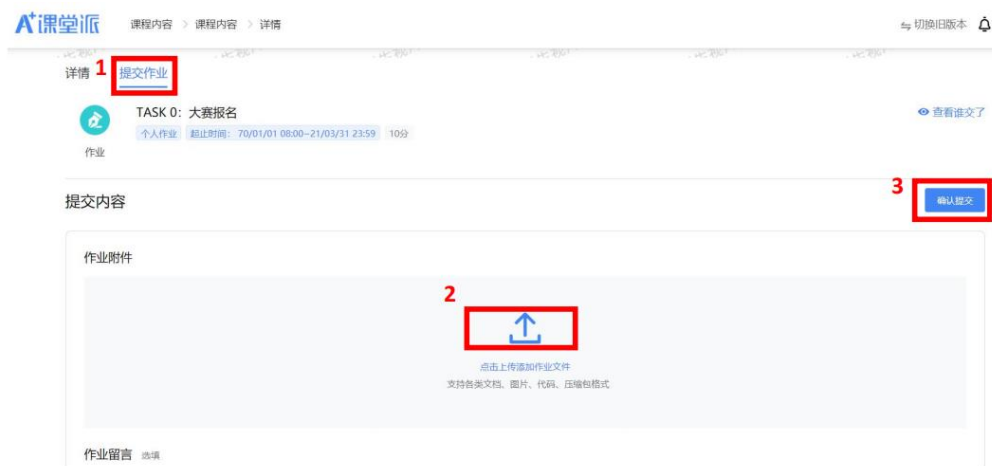 A+课堂派 课程内容 > 课程内容 > 详情 切换旧版本
详情 1 提交作业
TASK 0：大赛报名 查看谁交了
个人作业 起止时间：70/01/01 08:00~21/03/31 23:59 10分
作业
3
提交内容 确认提交
作业附件
2
点击上传添加作业文件
支持各类文档、图片、代码、压缩包格式
作业留言 选填